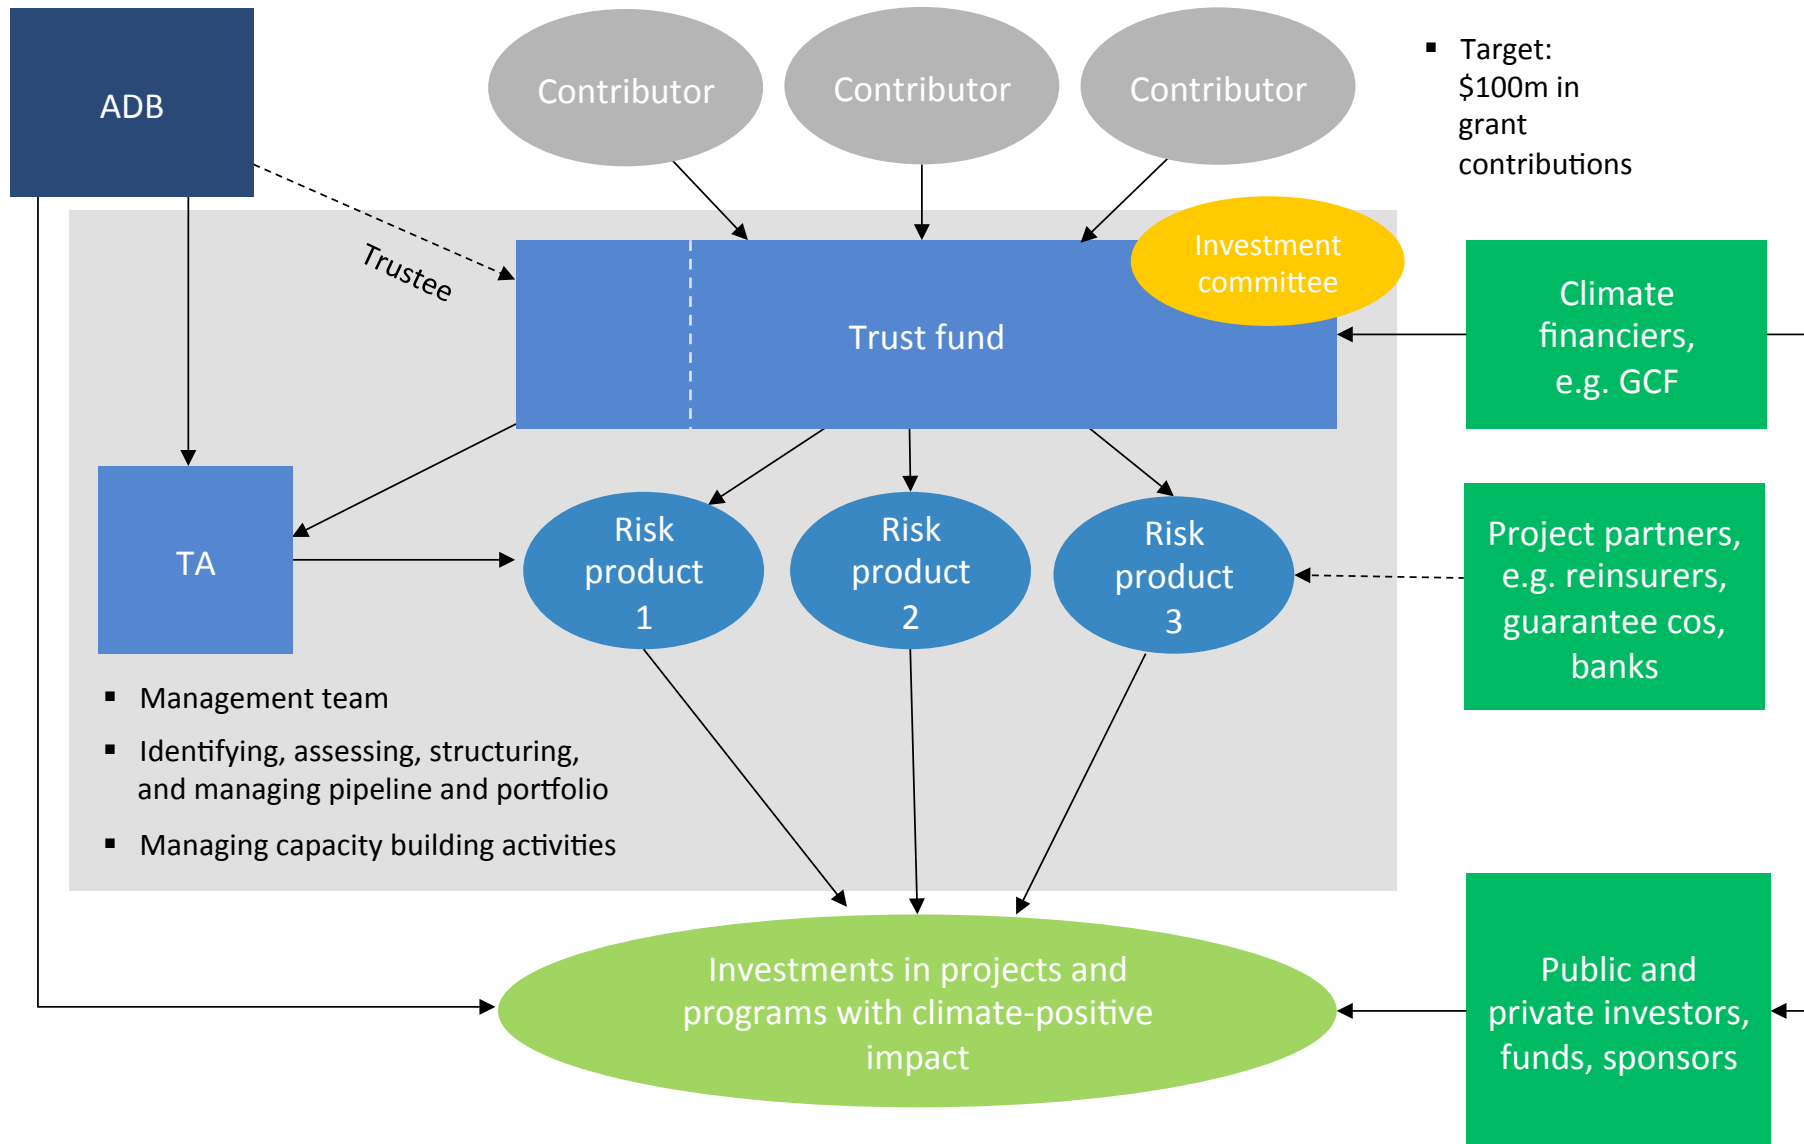 ADB
Contributor
Contributor
Contributor
▪ Target:
$100m in
grant
contributions
Trustee
Investment
committee
Trust fund
Climate
financiers,
e.g. GCF
TA
Risk
product
1
Risk
product
2
Risk
product
3
Project partners,
e.g. reinsurers,
guarantee cos,
banks
▪ Management team
▪ Identifying, assessing, structuring,
and managing pipeline and portfolio
▪ Managing capacity building activities
Investments in projects and
programs with climate-positive
impact
Public and
private investors,
funds, sponsors